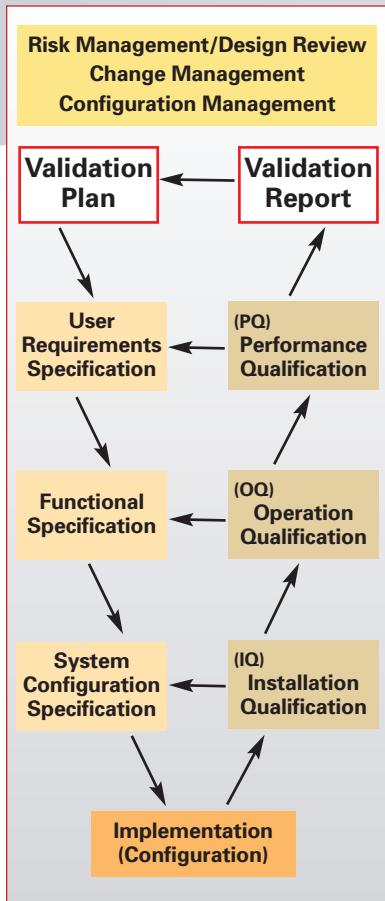 Risk Management/Design Review
Change Management
Configuration Management
Validation
Plan
Validation
Report
User
Requirements
Specification
(PQ)
Performance
Qualification
Functional
Specification
(OQ)
Operation
Qualification
System
Configuration
Specification
(IQ)
Installation
Qualification
Implementation
(Configuration)